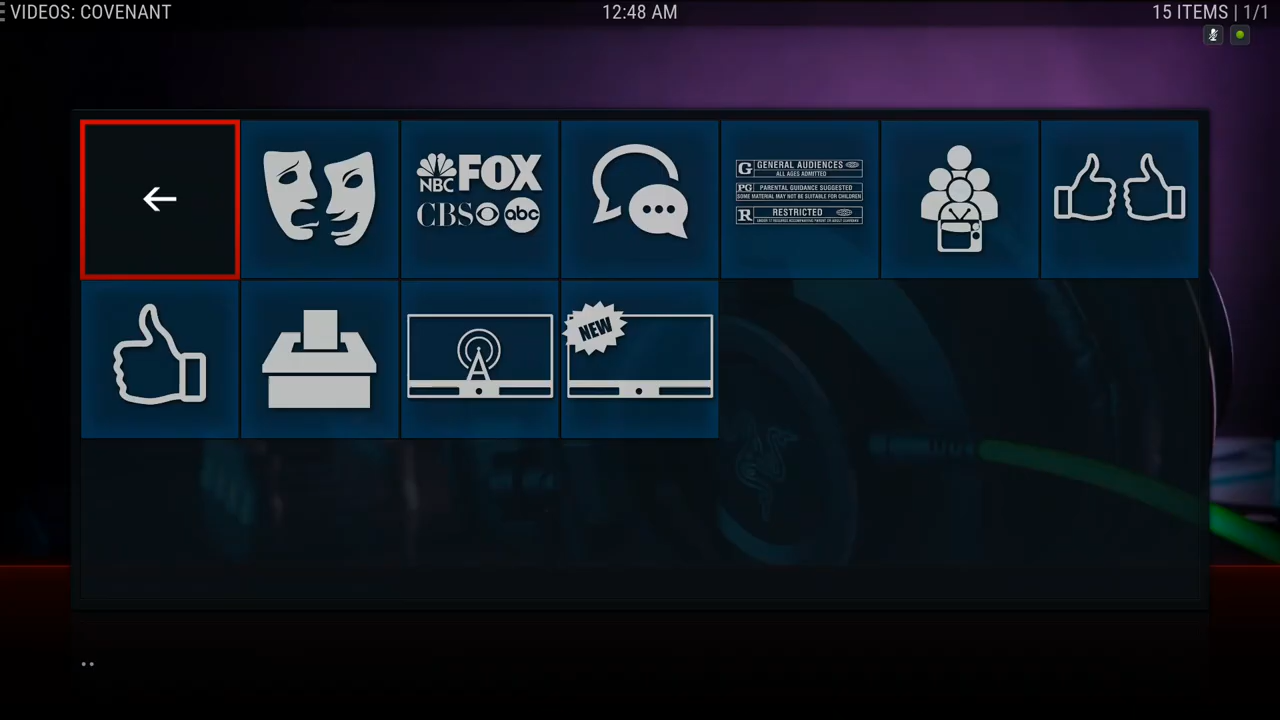 VIDEOS: COVENANT
12:48 AM
15 ITEMS | 1/1
NBC FOX
CBS abc
G GENERAL AUDIENCES
ALL AGES ADMITTED
PG PARENTAL GUIDANCE SUGGESTED
SOME MATERIAL MAY NOT BE SUITABLE FOR CHILDREN
R RESTRICTED
NEW
..